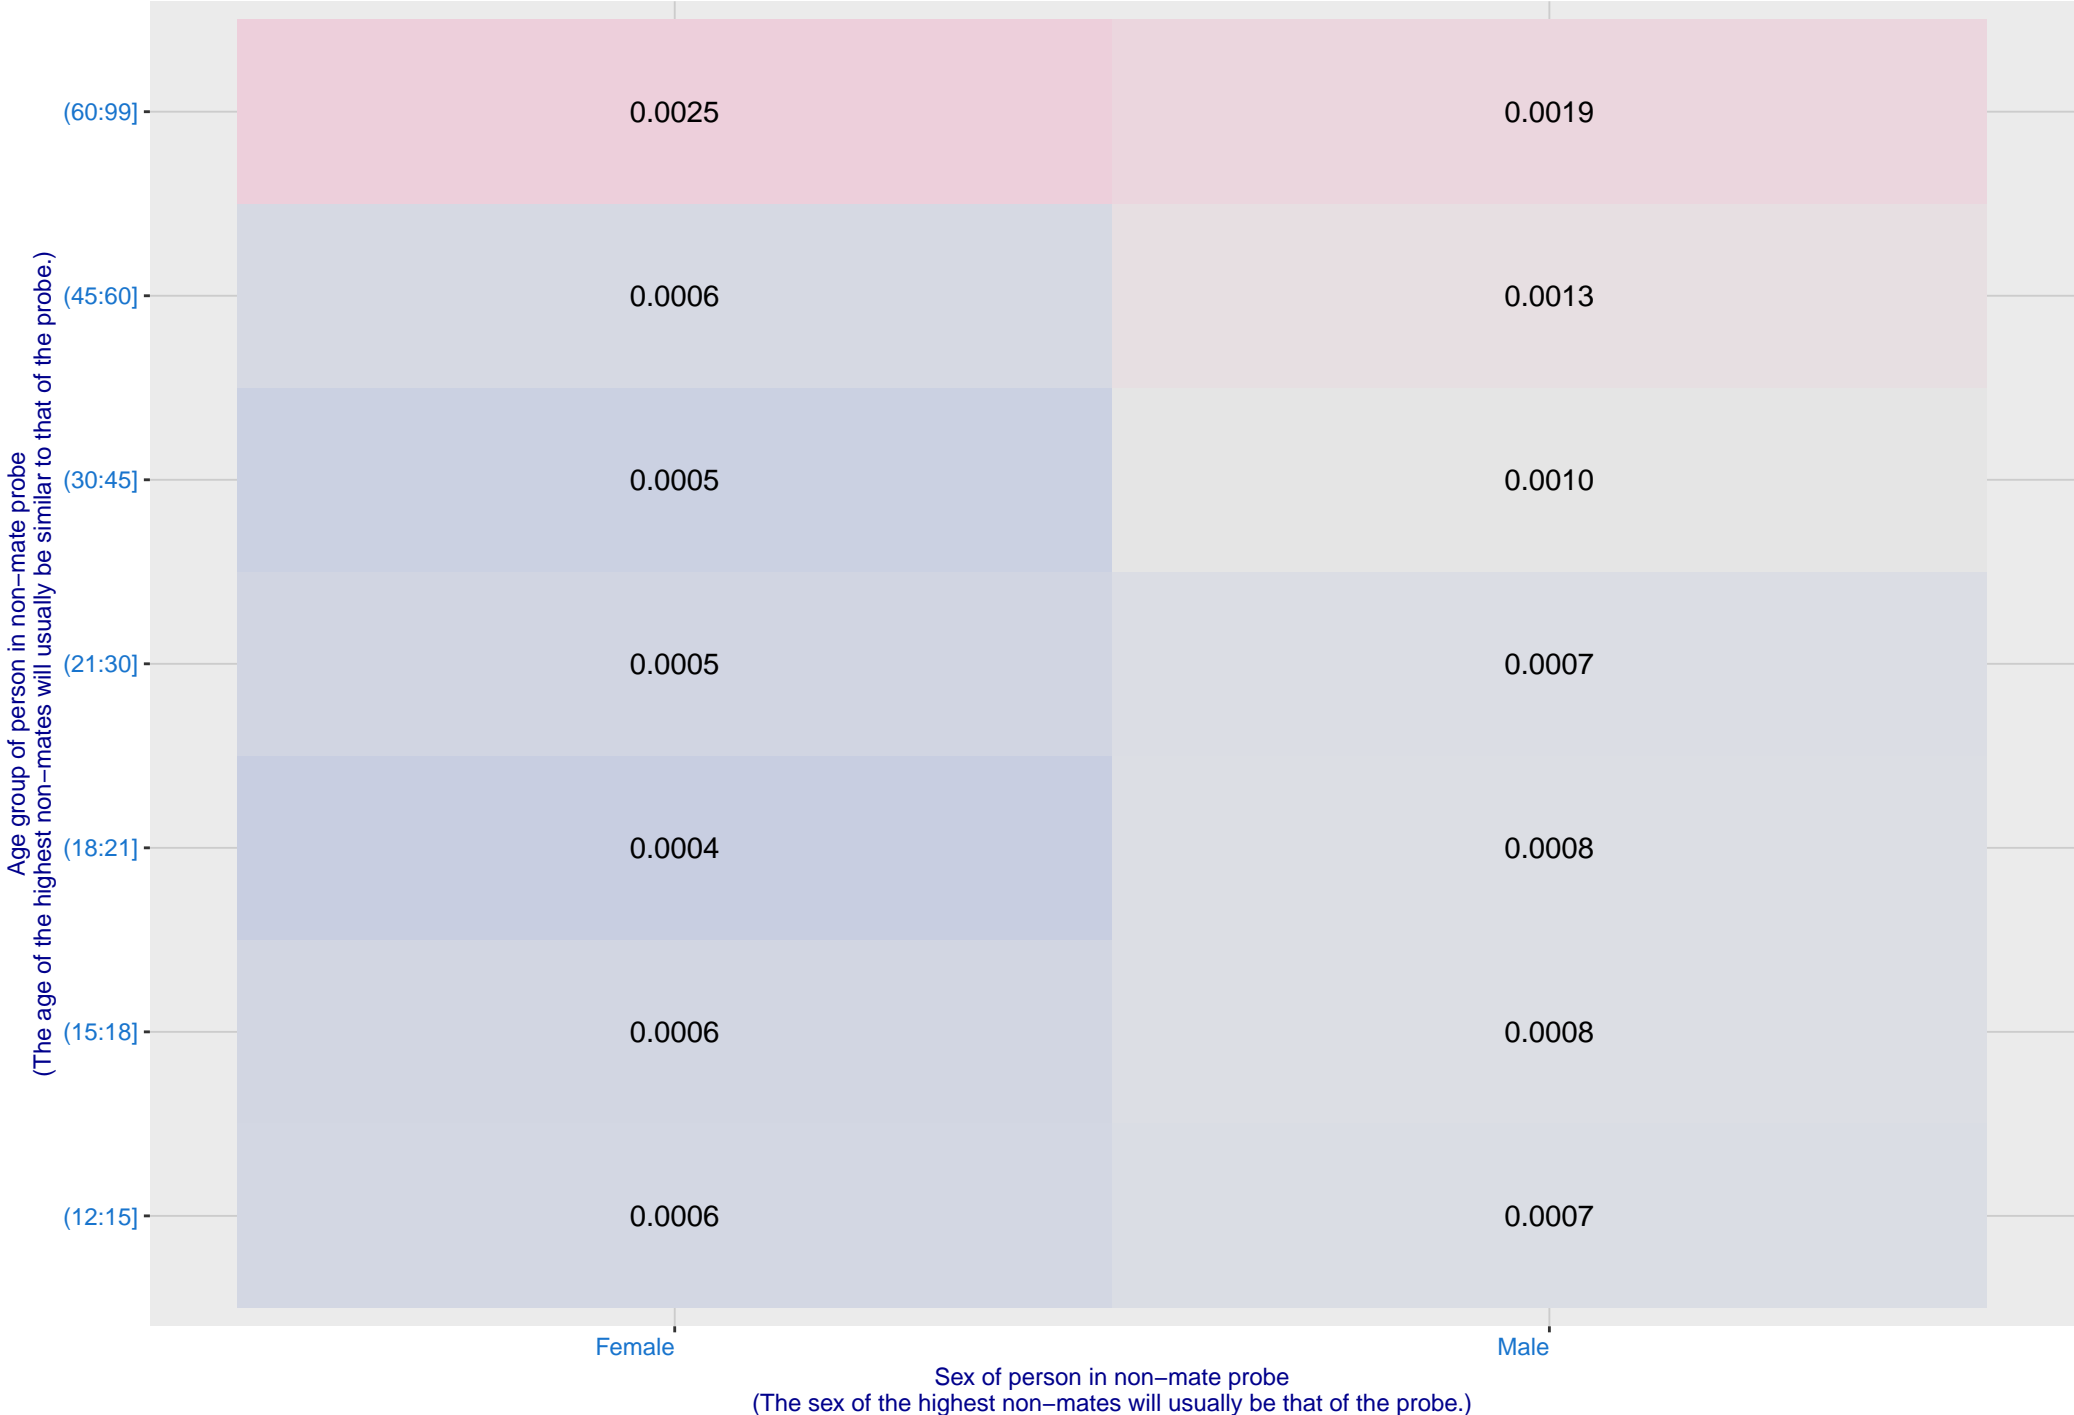 Age group of person in non−mate probe
(The age of the highest non−mates will usually be similar to that of the probe.)
(60:99] 0.0025 0.0019
(45:60] 0.0006 0.0013
(30:45] 0.0005 0.0010
(21:30] 0.0005 0.0007
(18:21] 0.0004 0.0008
(15:18] 0.0006 0.0008
(12:15] 0.0006 0.0007
Female Male
Sex of person in non−mate probe
(The sex of the highest non−mates will usually be that of the probe.)